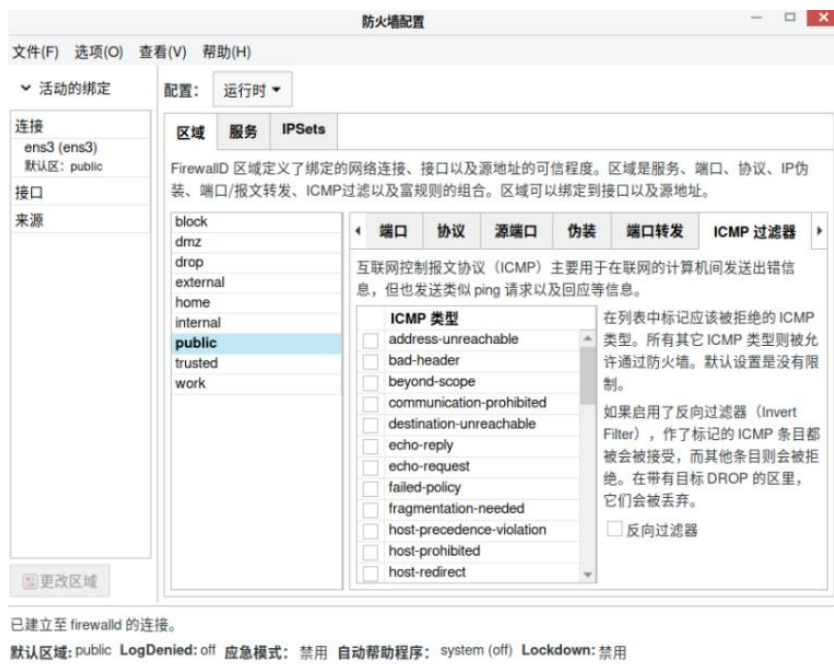 防火墙配置
文件(F) 选项(O) 查看(V) 帮助(H)
活动的绑定
连接
ens3 (ens3)
默认区：public
接口
来源
更改区域
配置： 运行时
区域 服务 IPSets
FirewallD 区域定义了绑定的网络连接、接口以及源地址的可信程度。区域是服务、端口、协议、IP伪
装、端口/报文转发、ICMP过滤以及富规则的组合。区域可以绑定到接口以及源地址。
block
dmz
drop
external
home
internal
public
trusted
work
端口 协议 源端口 伪装 端口转发 ICMP 过滤器
互联网控制报文协议（ICMP）主要用于在联网的计算机间发送出错信
息，但也发送类似 ping 请求以及回应等信息。
ICMP 类型
address-unreachable
bad-header
beyond-scope
communication-prohibited
destination-unreachable
echo-reply
echo-request
failed-policy
fragmentation-needed
host-precedence-violation
host-prohibited
host-redirect
在列表中标记应该被拒绝的 ICMP
类型。所有其它 ICMP 类型则被允
许通过防火墙。默认设置是没有限
制。
如果启用了反向过滤器（Invert
Filter），作了标记的 ICMP 条目都
被会被接受，而其他条目则会被拒
绝。在带有目标 DROP 的区里，
它们会被丢弃。
反向过滤器
已建立至 firewalld 的连接。
默认区域: public LogDenied: off 应急模式： 禁用 自动帮助程序： system (off) Lockdown: 禁用